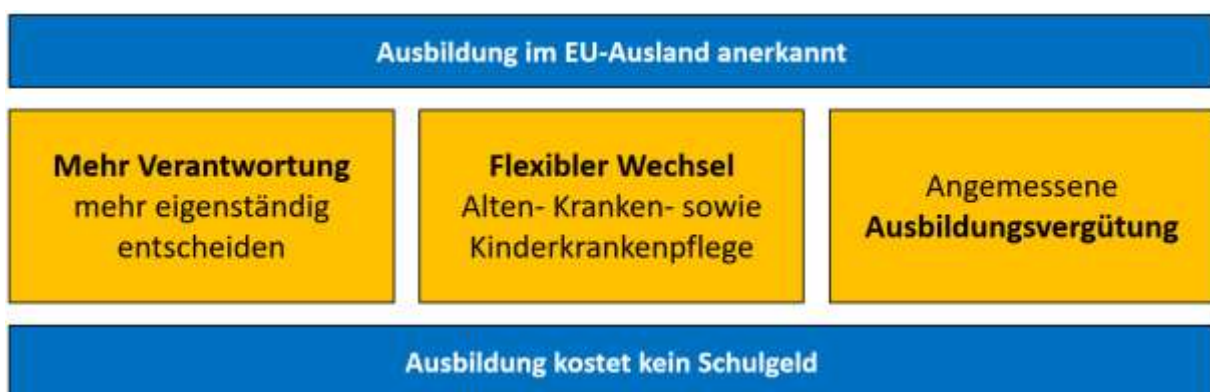 Ausbildung im EU-Ausland anerkannt
Mehr Verantwortung
mehr eigenständig
entscheiden
Flexibler Wechsel
Alten- Kranken- sowie
Kinderkrankenpflege
Angemessene
Ausbildungsvergütung
Ausbildung kostet kein Schulgeld